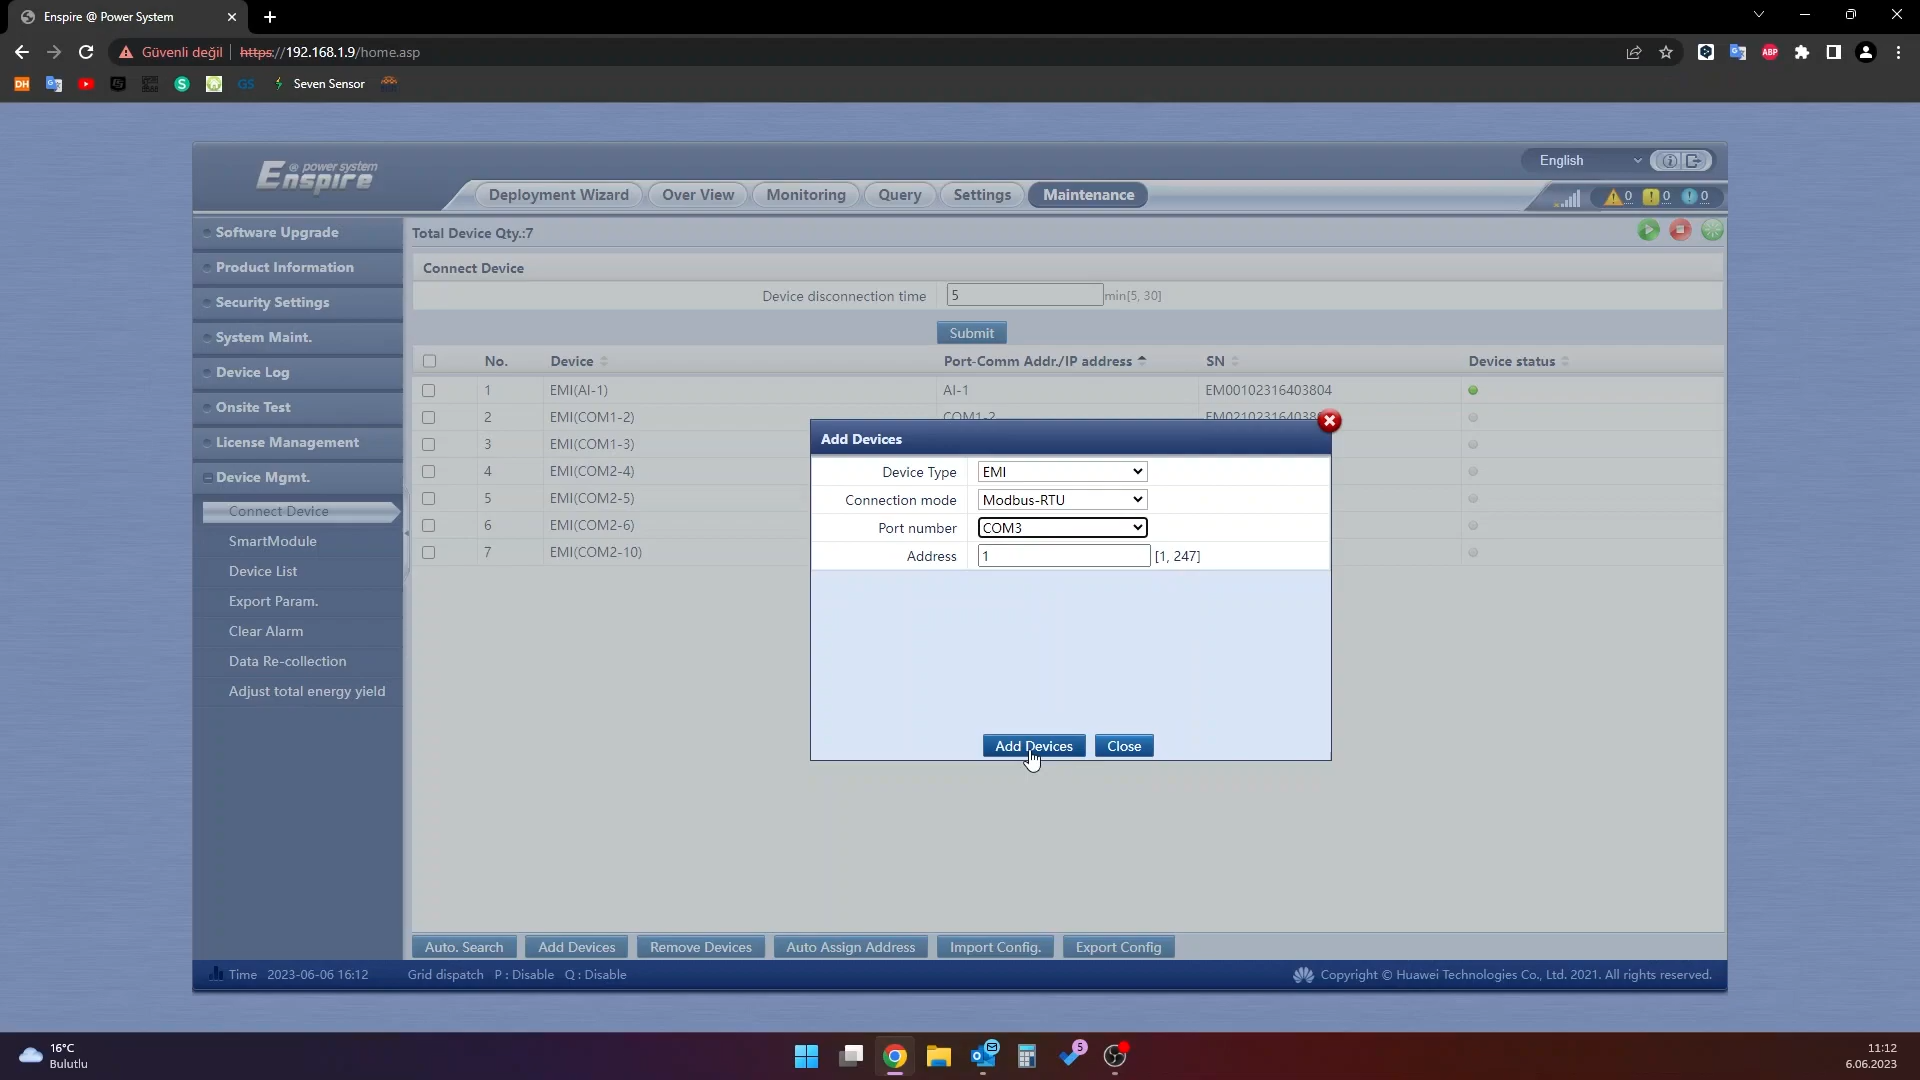 Enspire @ Power System
Güvenli değil
https://192.168.1.9/home.asp
ABP
DH
GS
Seven Sensor
Enspire @ power system
English
Deployment Wizard
Over View
Monitoring
Query
Settings
Maintenance
0
0
0
Software Upgrade
Product Information
Security Settings
System Maint.
Device Log
Onsite Test
License Management
Device Mgmt.
Connect Device
SmartModule
Device List
Export Param.
Clear Alarm
Data Re-collection
Adjust total energy yield
Total Device Qty.:7
Connect Device
Device disconnection time 5 min[5, 30]
Submit
No. Device Port-Comm Addr./IP address SN Device status
1 EMI(AI-1) AI-1 EM00102316403804
2 EMI(COM1-2) COM1-2
3 EMI(COM1-3)
4 EMI(COM2-4)
5 EMI(COM2-5)
6 EMI(COM2-6)
7 EMI(COM2-10)
Add Devices
Device Type EMI
Connection mode Modbus-RTU
Port number COM3
Address 1 [1, 247]
Add Devices Close
Auto. Search Add Devices Remove Devices Auto Assign Address Import Config. Export Config
Time 2023-06-06 16:12 Grid dispatch P : Disable Q : Disable
Copyright © Huawei Technologies Co., Ltd. 2021. All rights reserved.
16°C
Bulutlu
5
11:12
6.06.2023